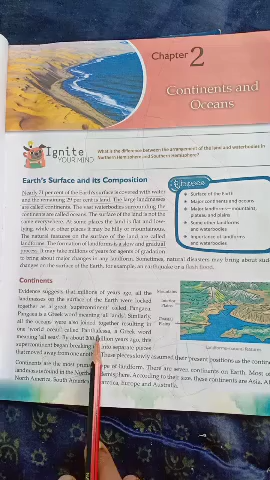 Chapter 2
Continents and
Oceans
Ignite
YOUR MIND
What is the difference between the arrangement of the land and waterbodies in
Northern Hemisphere and Southern Hemisphere?
Earth's Surface and its Composition
Nearly 71 per cent of the Earth's surface is covered with water
and the remaining 29 per cent is land. The large landmasses
are called continents. The vast waterbodies surrounding the
continents are called oceans. The surface of the land is not the
same everywhere. At some places the land is flat and low-
lying, while at other places it may be hilly or mountainous.
The natural features on the surface of the land are called
landforms. The formation of landforms is a slow and gradual
process. It may take millions of years for agents of gradation
to bring about major changes in any landform. Sometimes, natural disasters may bring about
changes on the surface of the Earth, for example, an earthquake or a flash flood.
Surface of the Earth
Major continents and oceans
Major landforms—mountains,
plateaus and plains
Some other landforms
and waterbodies
Importance of landforms
and waterbodies
Continents
Evidence suggests that millions of years ago, all the
landmasses on the surface of the Earth were locked
together as a great 'supercontinent' called Pangaea.
Pangaea is a Greek word meaning 'all lands'. Similarly,
all the oceans were also joined together resulting in
one 'world ocean' called Panthalassa, a Greek word
meaning 'all seas'. By about 200 million years ago, this
supercontinent began breaking into separate pieces
that moved away from one These pieces slowly assumed their present positions as the
Continents are the most of landform. There are seven continents on Earth. Most of
landmass is found in the Hemisphere. According to their sizes, these continents are Asia,
North America, South America, Europe and Australia.